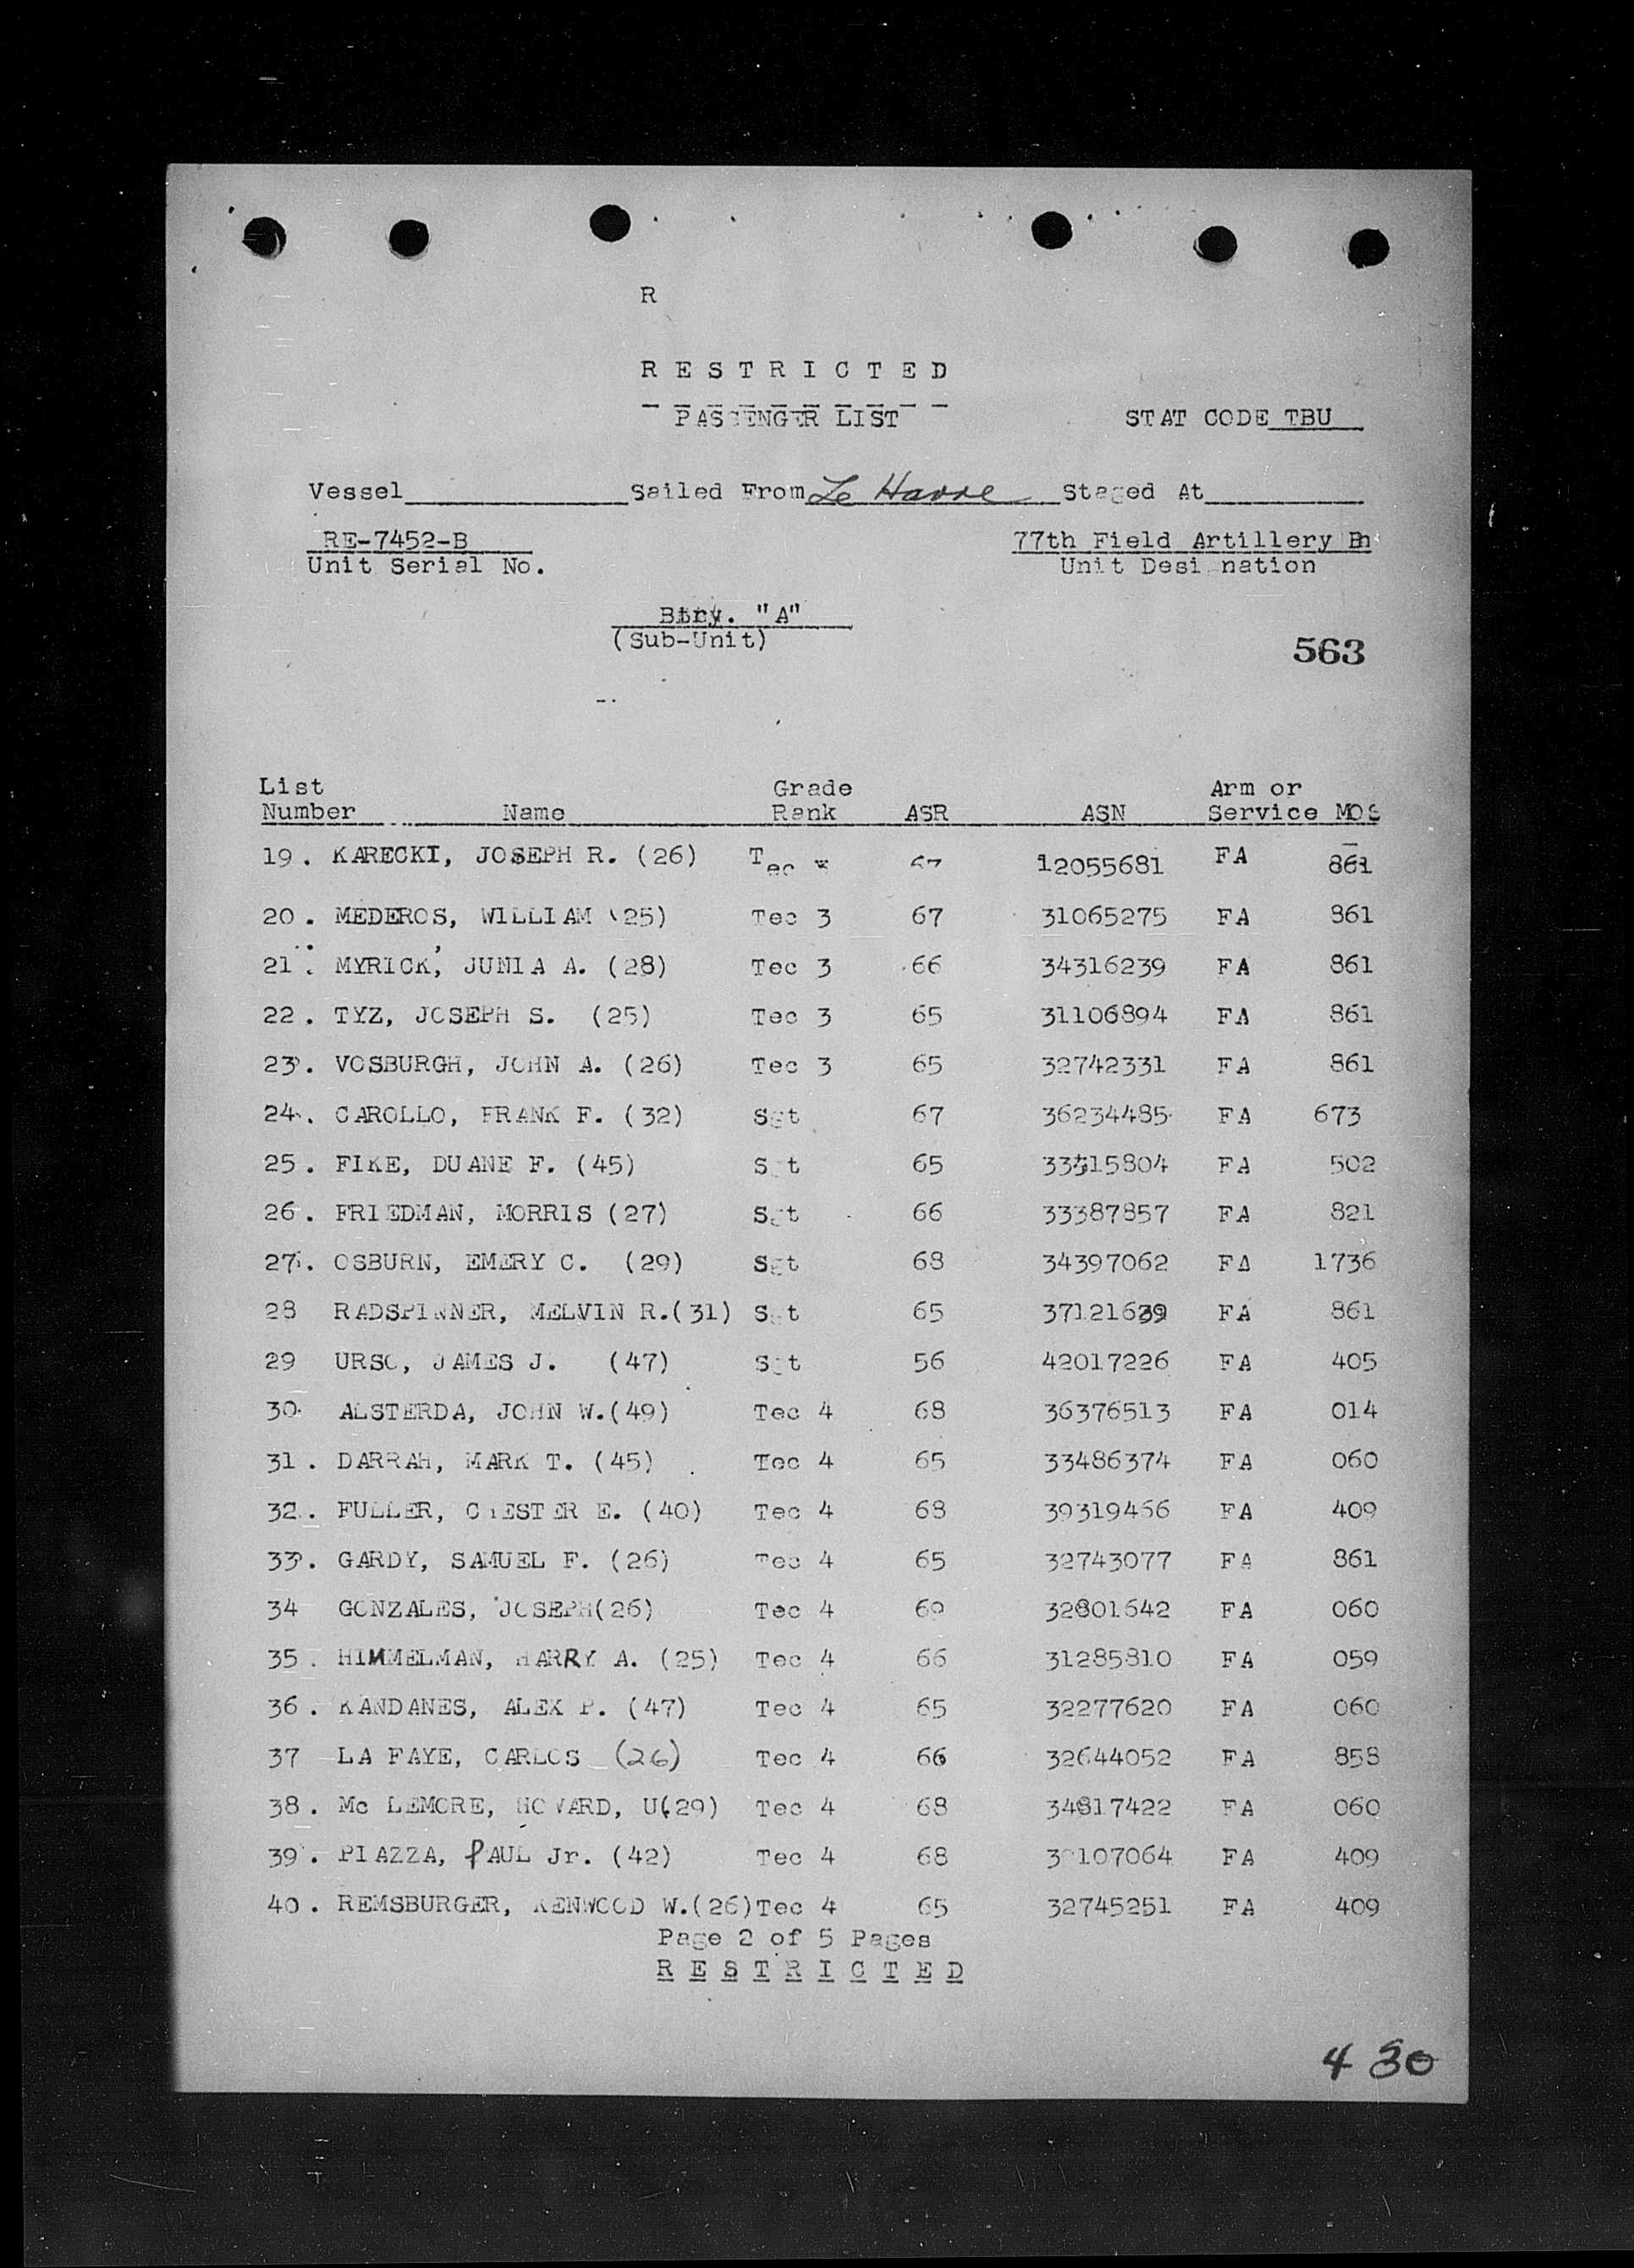 R
R E S T R I C T E D
PASSENGER LIST STAT CODE TBU
Vessel Sailed From Le Havre Staged At
RE-7452-B 77th Field Artillery Bn
Unit Serial No. Unit Designation
Btry. "A"
(Sub-Unit)
563
List Grade Arm or
Number Name Rank ASR ASN Service MOS
19. KARECKI, JOSEPH R. (26) Tec 67 12055681 FA 861
20. MEDEROS, WILLIAM (25) Tec 3 67 31065275 FA 861
21. MYRICK, JUNIA A. (28) Tec 3 66 34316239 FA 861
22. TYZ, JOSEPH S. (25) Tec 3 65 31106894 FA 861
23. VOSBURGH, JOHN A. (26) Tec 3 65 32742331 FA 861
24. CAROLLO, FRANK F. (32) Sgt 67 36234485 FA 673
25. FIKE, DUANE F. (45) Sgt 65 33515804 FA 502
26. FRIEDMAN, MORRIS (27) Sgt 66 33387857 FA 821
27. OSBURN, EMERY C. (29) Sgt 68 34397062 FA 1736
28 RADSPINNER, MELVIN R.(31) Sgt 65 37121639 FA 861
29 URSO, JAMES J. (47) Sgt 56 42017226 FA 405
30. ALSTERDA, JOHN W.(49) Tec 4 68 36376513 FA 014
31. DARRAH, MARK T. (45) Tec 4 65 33486374 FA 060
32. FULLER, CHESTER E. (40) Tec 4 68 39319466 FA 409
33. GARDY, SAMUEL F. (26) Tec 4 65 32743077 FA 861
34 GONZALES, JOSEPH(26) Tec 4 69 32801642 FA 060
35. HIMMELMAN, HARRY A. (25) Tec 4 66 31285810 FA 059
36. KANDANES, ALEX P. (47) Tec 4 65 32277620 FA 060
37 LA FAYE, CARLOS (26) Tec 4 66 32644052 FA 858
38. Mc LEMORE, HOWARD, U(29) Tec 4 68 34817422 FA 060
39. PIAZZA, PAUL Jr. (42) Tec 4 68 FA 409
40. REMSBURGER, KENWOOD W.(26)Tec 4 65 32745251 FA 409
Page 2 of 5 Pages
R E S T R I C T E D
430